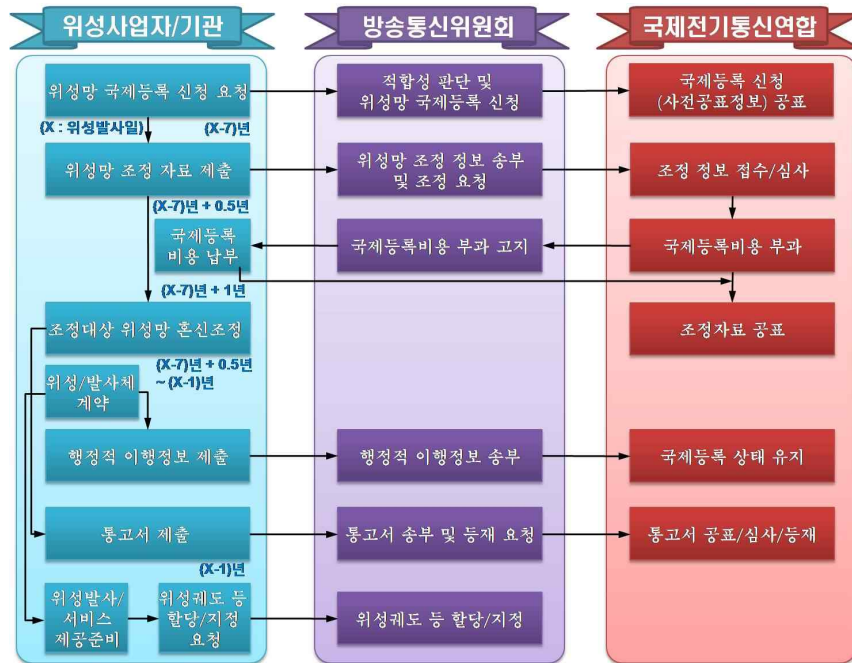 위성사업자/기관
방송통신위원회
국제전기통신연합
위성망 국제등록 신청 요청
적합성 판단 및
위성망 국제등록 신청
국제등록 신청
(사전공표정보) 공표
(X : 위성발사일)
(X-7)년
위성망 조정 자료 제출
위성망 조정 정보 송부
및 조정 요청
조정 정보 접수/심사
(X-7)년 + 0.5년
국제등록
비용 납부
국제등록비용 부과 고지
국제등록비용 부과
(X-7)년 + 1년
조정대상 위성망 혼신조정
조정자료 공표
(X-7)년 + 0.5년
~ (X-1)년
위성/발사체
계약
행정적 이행정보 제출
행정적 이행정보 송부
국제등록 상태 유지
통고서 제출
통고서 송부 및 등재 요청
통고서 공표/심사/등재
(X-1)년
위성발사/
서비스
제공준비
위성궤도 등
할당/지정
요청
위성궤도 등 할당/지정